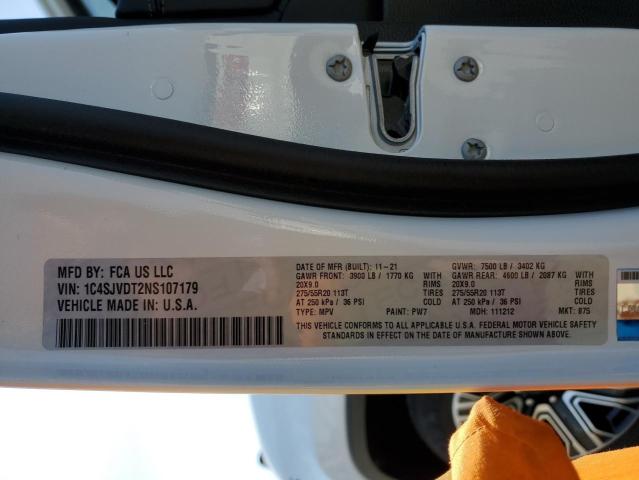 MFD BY: FCA US LLC
VIN: 1C4SJVDT2NS107179
VEHICLE MADE IN U.S.A.
DATE OF MFR (BUILT): 11-21 GVWR: 7500 LB / 3402 KG
GAWR FRONT: 3900 LB / 1770 KG WITH GAWR REAR: 4600 LB / 2087 KG WITH
20X9.0 RIMS 20X9.0 RIMS
275/55R20 113T TIRES 275/55R20 113T TIRES
AT 250 kPa / 36 PSI COLD AT 250 kPa / 36 PSI COLD
TYPE: MPV PAINT: PW7 MDH: 111212 MKT: 875
THIS VEHICLE CONFORMS TO ALL APPLICABLE U.S.A. FEDERAL MOTOR VEHICLE SAFETY
STANDARDS IN EFFECT ON THE DATE OF MANUFACTURE SHOWN ABOVE.